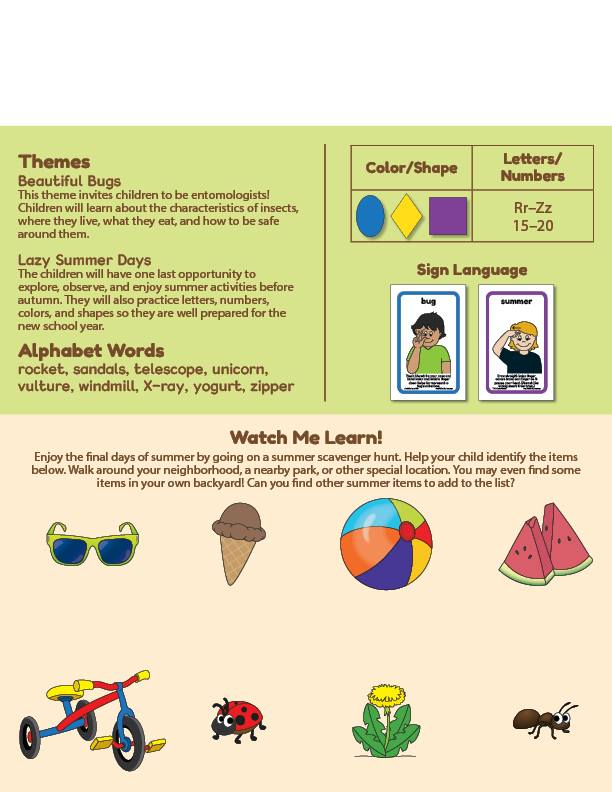 Themes
Beautiful Bugs
This theme invites children to be entomologists!
Children will learn about the characteristics of insects,
where they live, what they eat, and how to be safe
around them.
Lazy Summer Days
The children will have one last opportunity to
explore, observe, and enjoy summer activities before
autumn. They will also practice letters, numbers,
colors, and shapes so they are well prepared for the
new school year.
Alphabet Words
rocket, sandals, telescope, unicorn,
vulture, windmill, X-ray, yogurt, zipper
Color/Shape
Letters/
Numbers
Rr–Zz
15–20
Sign Language
bug
summer
Watch Me Learn!
Enjoy the final days of summer by going on a summer scavenger hunt. Help your child identify the items
below. Walk around your neighborhood, a nearby park, or other special location. You may even find some
items in your own backyard! Can you find other summer items to add to the list?